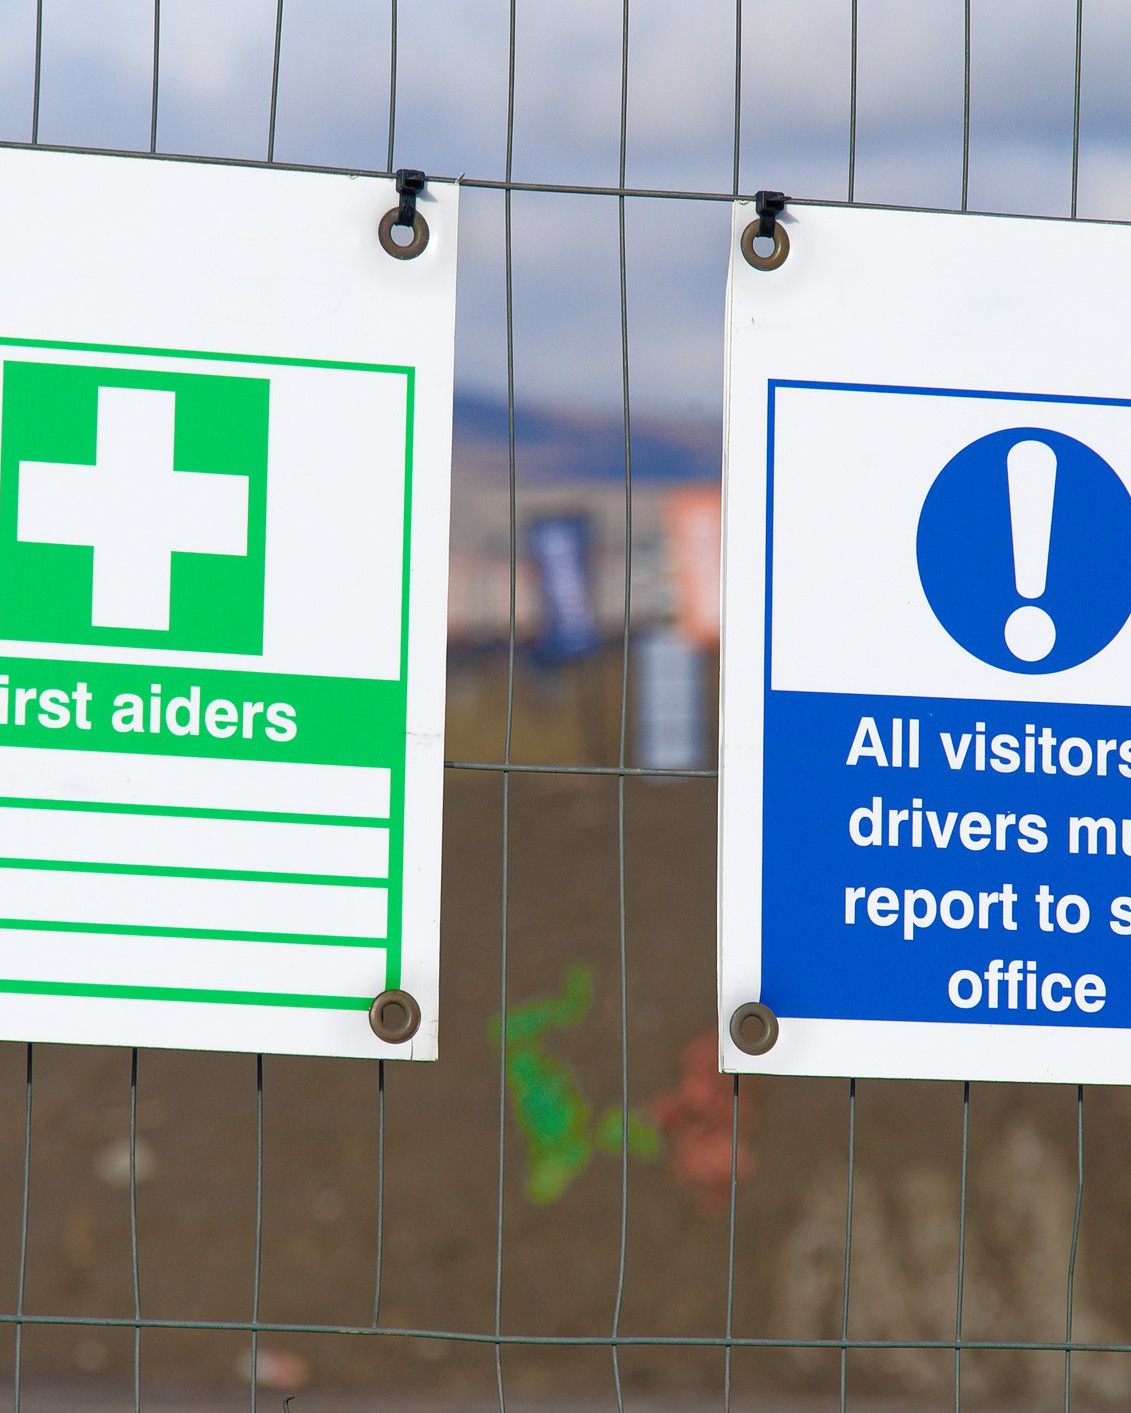 irst aiders
All visitors
drivers mu
report to s
office